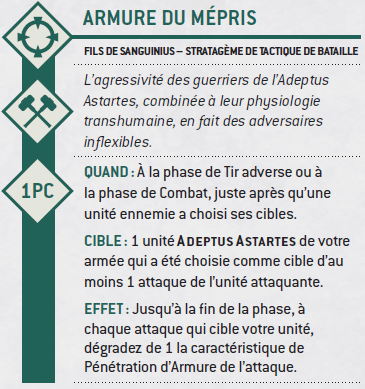 ARMURE DU MÉPRIS
FILS DE SANGUINIUS – STRATAGÈME DE TACTIQUE DE BATAILLE
L’agressivité des guerriers de l’Adeptus
Astartes, combinée à leur physiologie
transhumaine, en fait des adversaires
inflexibles.
1PC
QUAND : À la phase de Tir adverse ou à
la phase de Combat, juste après qu’une
unité ennemie a choisi ses cibles.
CIBLE : 1 unité ADEPTUS ASTARTES de votre
armée qui a été choisie comme cible d’au
moins 1 attaque de l’unité attaquante.
EFFET : Jusqu’à la fin de la phase, à
chaque attaque qui cible votre unité,
dégradez de 1 la caractéristique de
Pénétration d’Armure de l’attaque.